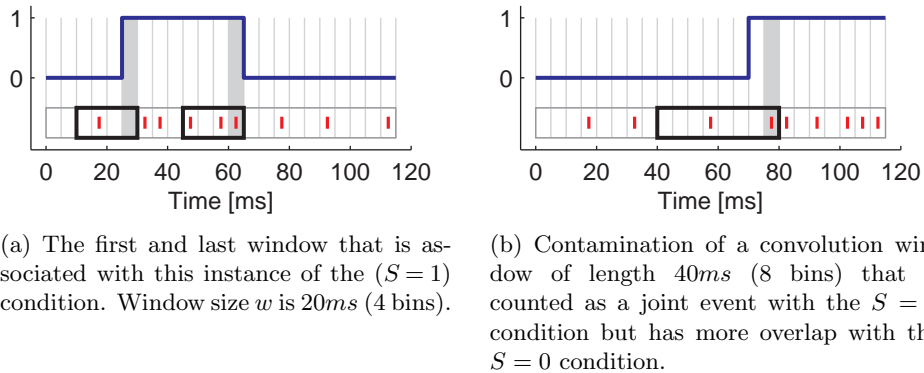 1
0
0 20 40 60 80 100 120
Time [ms]
1
0
0 20 40 60 80 100 120
Time [ms]
(a) The first and last window that is as-
sociated with this instance of the (S = 1)
condition. Window size w is 20ms (4 bins).
(b) Contamination of a convolution win
dow of length 40ms (8 bins) that
counted as a joint event with the S =
condition but has more overlap with th
S = 0 condition.